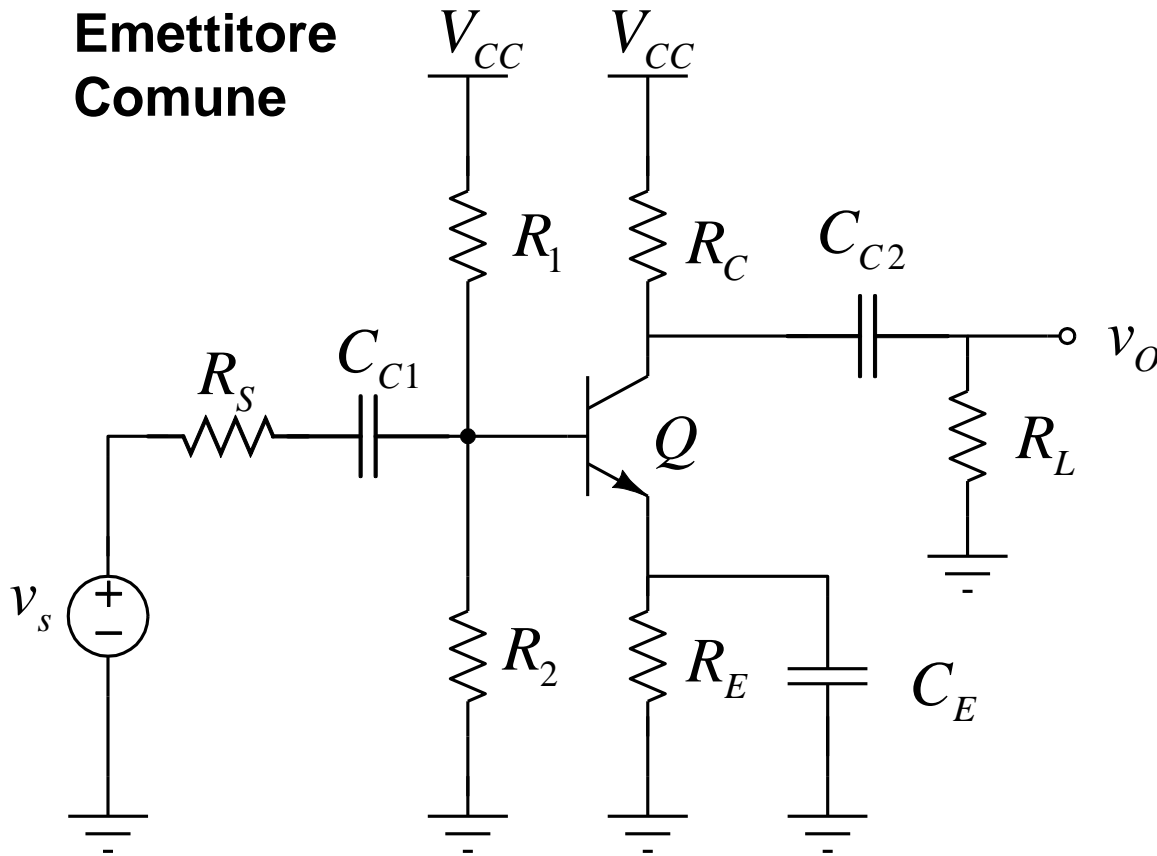 Emettitore
Comune
V_CC
V_CC
R_1
R_C
C_C2
v_O
C_C1
R_S
Q
R_L
v_s
+
−
R_2
R_E
C_E